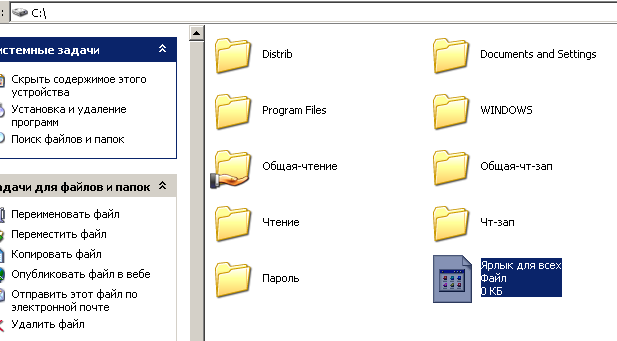 : C:\
истемные задачи
Скрыть содержимое этого
устройства
Установка и удаление
программ
Поиск файлов и папок
адачи для файлов и папок
Переименовать файл
Переместить файл
Копировать файл
Опубликовать файл в вебе
Отправить этот файл по
электронной почте
Удалить файл
Distrib
Documents and Settings
Program Files
WINDOWS
Общая-чтение
Общая-чт-зап
Чтение
Чт-зап
Пароль
Ярлык для всех
Файл
0 КБ